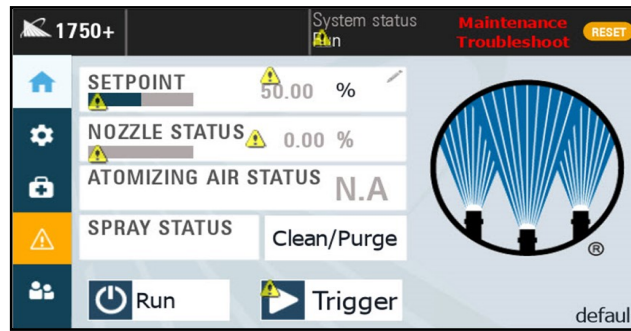 1750+
System status
Run
Maintenance
Troubleshoot
RESET
SETPOINT
50.00 %
NOZZLE STATUS
0.00 %
ATOMIZING AIR STATUS
N.A
SPRAY STATUS
Clean/Purge
®
Run
Trigger
defaul